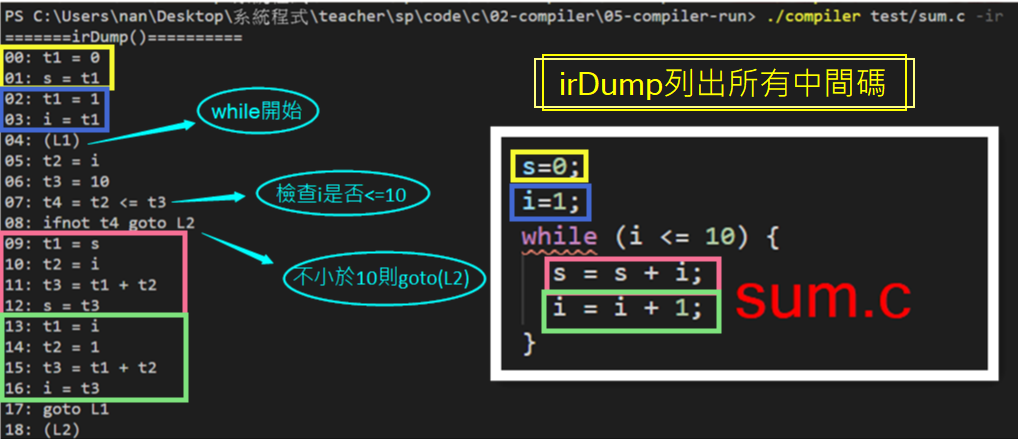 PS C:\Users\nan\Desktop\系統程式\teacher\sp\code\c\02-compiler\05-compiler-run> ./compiler test/sum.c -ir
=======irDump()==========
00: t1 = 0
01: s = t1
02: t1 = 1
03: i = t1
04: (L1)
05: t2 = i
06: t3 = 10
07: t4 = t2 <= t3
08: ifnot t4 goto L2
09: t1 = s
10: t2 = i
11: t3 = t1 + t2
12: s = t3
13: t1 = i
14: t2 = 1
15: t3 = t1 + t2
16: i = t3
17: goto L1
18: (L2)
while開始
檢查i是否<=10
不小於10則goto(L2)
irDump列出所有中間碼
s=0;
i=1;
while (i <= 10) {
s = s + i;
i = i + 1;
}
sum.c